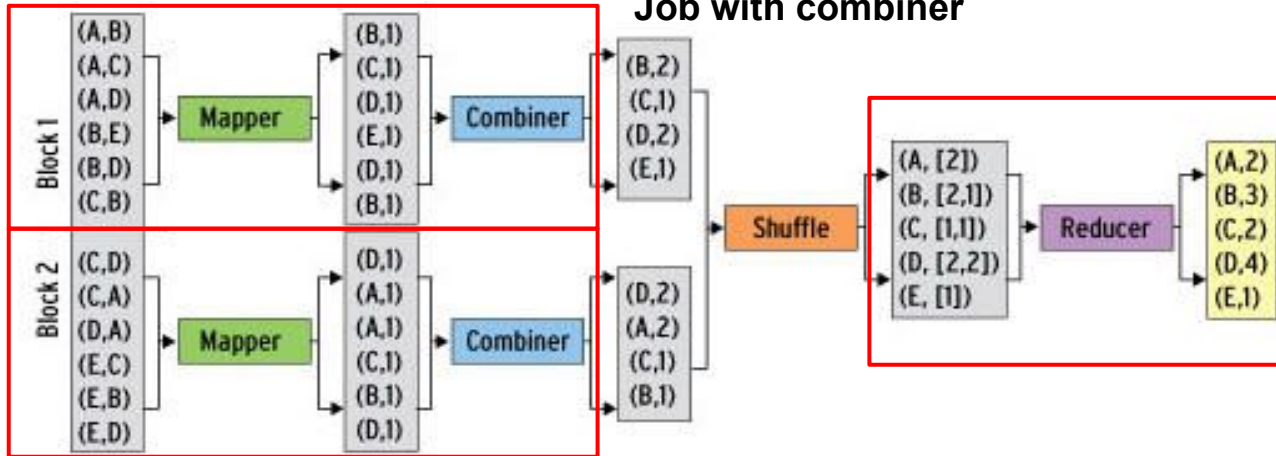 Job with combiner
Block 1
(A,B)
(A,C)
(A,D)
(B,E)
(B,D)
(C,B)
Mapper
(B,1)
(C,1)
(D,1)
(E,1)
(D,1)
(B,1)
Combiner
(B,2)
(C,1)
(D,2)
(E,1)
Block 2
(C,D)
(C,A)
(D,A)
(E,C)
(E,B)
(E,D)
Mapper
(D,1)
(A,1)
(A,1)
(C,1)
(B,1)
(D,1)
Combiner
(D,2)
(A,2)
(C,1)
(B,1)
Shuffle
(A, [2])
(B, [2,1])
(C, [1,1])
(D, [2,2])
(E, [1])
Reducer
(A,2)
(B,3)
(C,2)
(D,4)
(E,1)